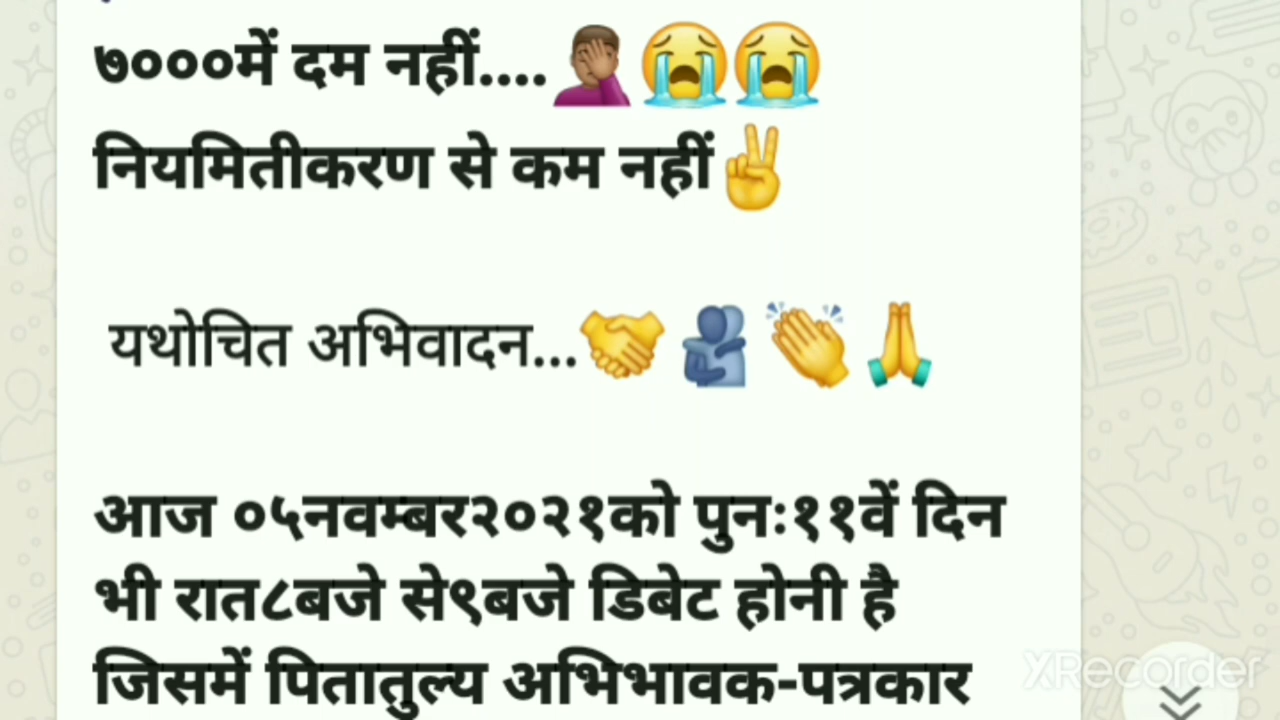 ७०००में दम नहीं....🤦🏾‍♂️😭😭
नियमितीकरण से कम नहीं✌️
यथोचित अभिवादन...🤝🫂👏🙏
आज ०५नवम्बर२०२१को पुनः११वें दिन
भी रात८बजे से९बजे डिबेट होनी है
जिसमें पितातुल्य अभिभावक-पत्रकार
XRecorder